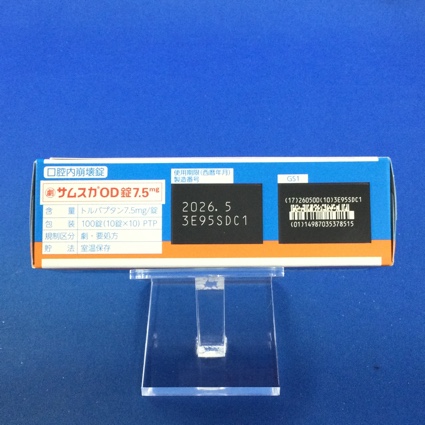 口腔内崩壊錠
劇 サムスカOD錠7.5mg
含 量 トルバプタン7.5mg/錠
包 装 100錠(10錠×10) PTP
規制区分 劇・要処方
貯 法 室温保存
使用期限(西暦年月)
製造番号
2026.5
3E95SDC1
GS1
(17)260500(10)3E95SDC1
(01)14987035378515